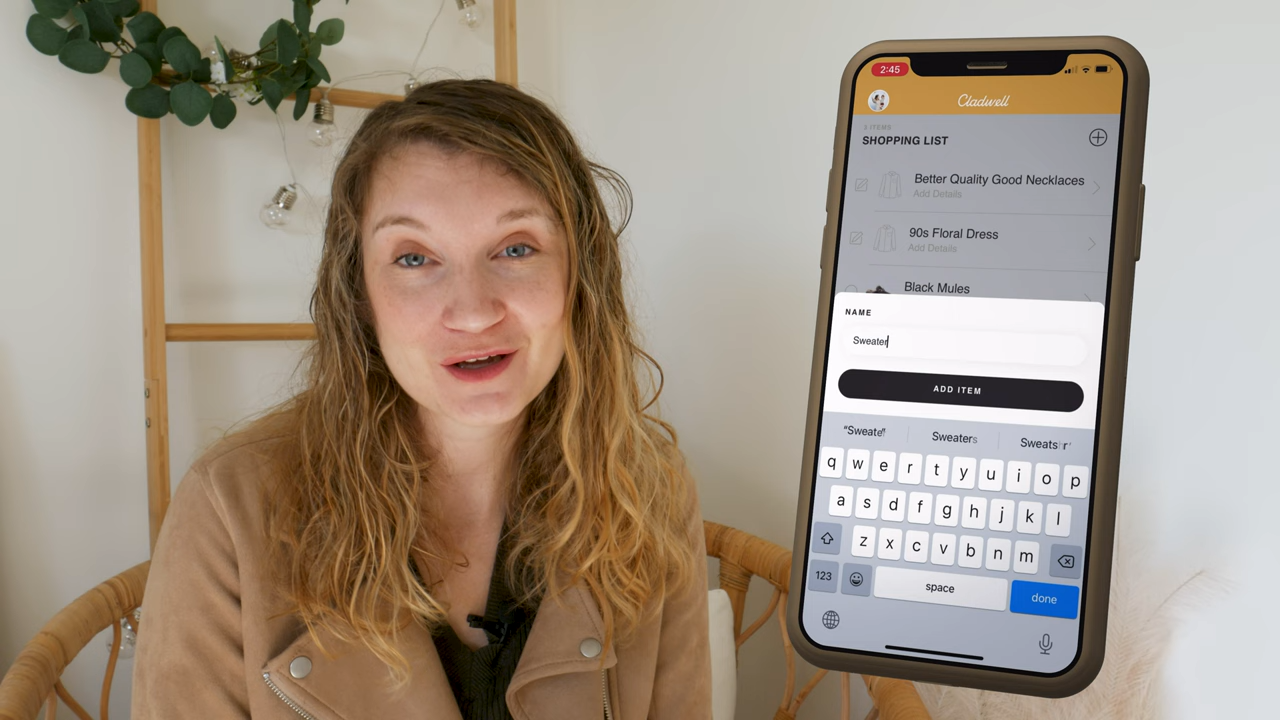 2:45
Cladwell
3 ITEMS
SHOPPING LIST
Better Quality Good Necklaces
Add Details
90s Floral Dress
Add Details
Black Mules
NAME
Sweater
ADD ITEM
Sweaters
q w e r t y u i o p
a s d f g h j k l
z x c v b n m
123
space
done